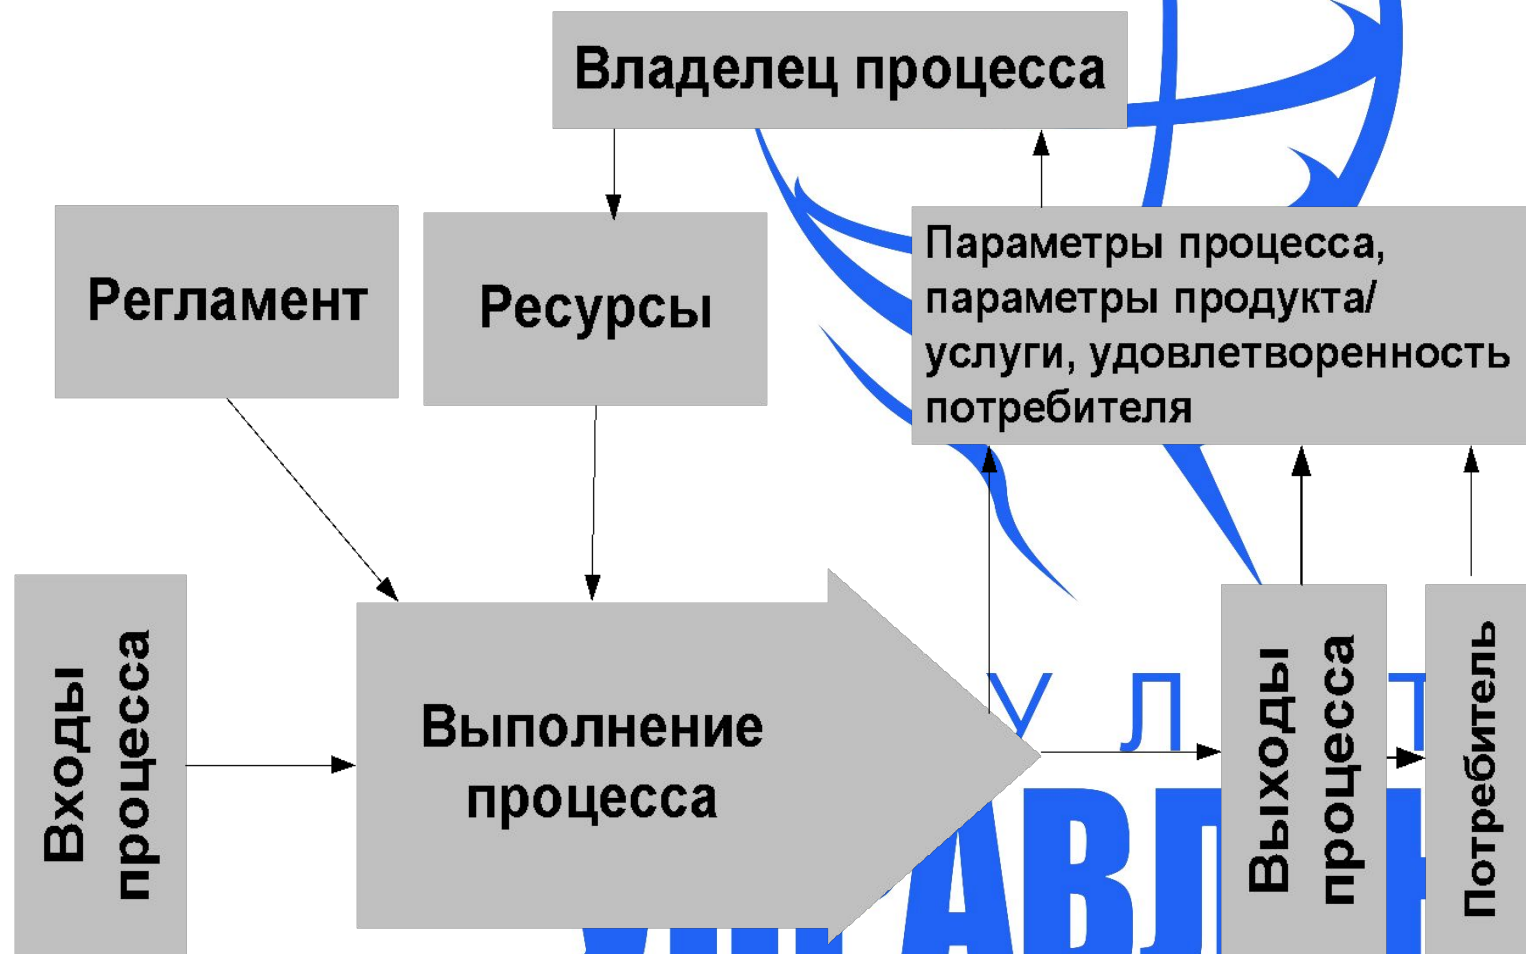 Владелец процесса
Регламент
Ресурсы
Параметры процесса,
параметры продукта/
услуги, удовлетворенность
потребителя
Входы
процесса
Выполнение
процесса
Выходы
процесса
Потребитель